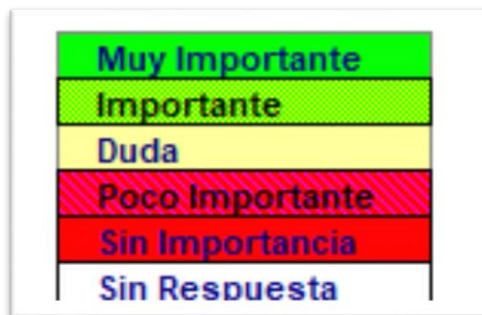 Muy Importante
Importante
Duda
Poco Importante
Sin Importancia
Sin Respuesta